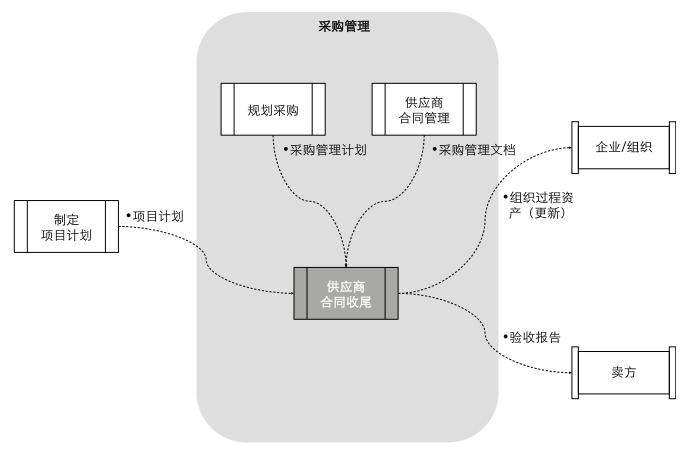 采购管理
规划采购
供应商
合同管理
•采购管理计划
•采购管理文档
企业/组织
•组织过程资
产（更新）
制定
项目计划
•项目计划
供应商
合同收尾
•验收报告
卖方